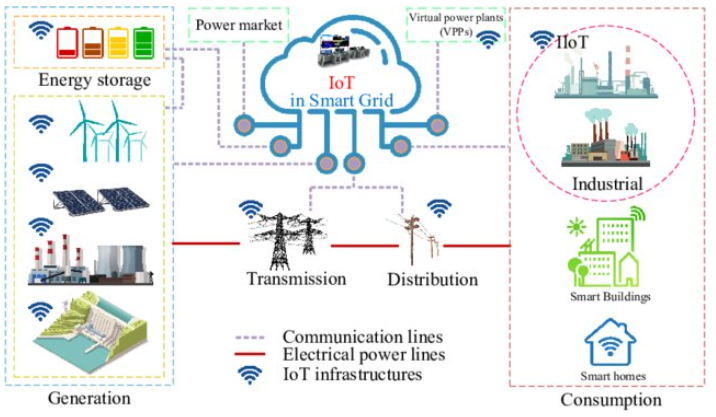 Power market
Virtual power plants
(VPPs)
IIoT
Energy storage
IoT
in Smart Grid
Industrial
Transmission
Distribution
Smart Buildings
Communication lines
Electrical power lines
IoT infrastructures
Smart homes
Generation
Consumption